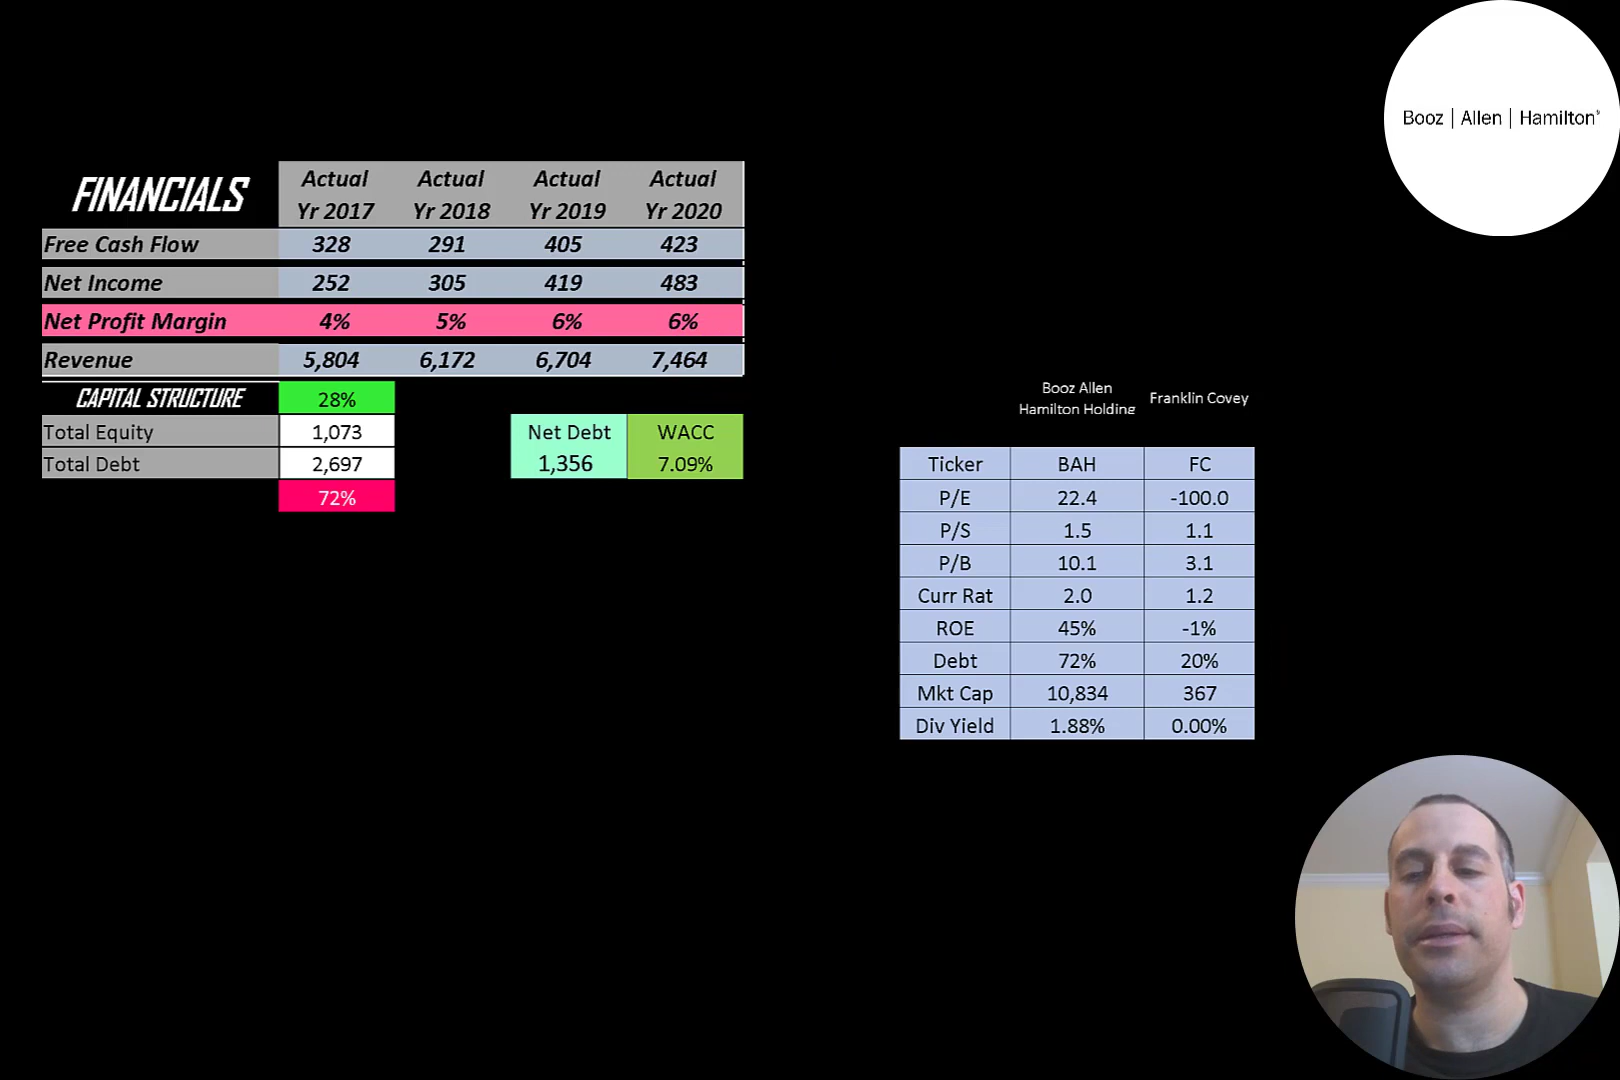 Booz | Allen | Hamilton®
FINANCIALS
Actual Yr 2017
Actual Yr 2018
Actual Yr 2019
Actual Yr 2020
Free Cash Flow 328 291 405 423
Net Income 252 305 419 483
Net Profit Margin 4% 5% 6% 6%
Revenue 5,804 6,172 6,704 7,464
CAPITAL STRUCTURE 28%
Total Equity 1,073
Total Debt 2,697
72%
Net Debt WACC
1,356 7.09%
Booz Allen
Hamilton Holding
Franklin Covey
Ticker BAH FC
P/E 22.4 -100.0
P/S 1.5 1.1
P/B 10.1 3.1
Curr Rat 2.0 1.2
ROE 45% -1%
Debt 72% 20%
Mkt Cap 10,834 367
Div Yield 1.88% 0.00%